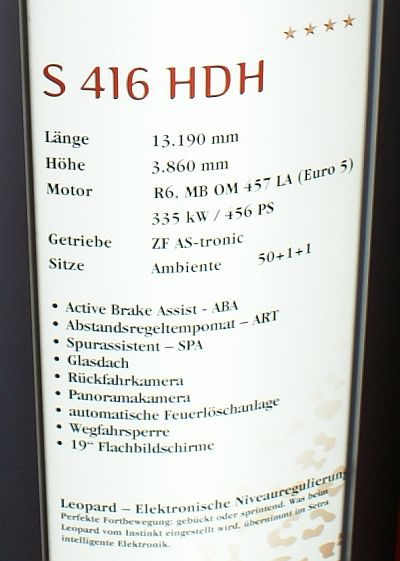 S 416 HDH
Länge 13.190 mm
Höhe 3.860 mm
Motor R6, MB OM 457 LA (Euro 5)
335 kW / 456 PS
Getriebe ZF AS-tronic
Sitze Ambiente 50+1+1
• Active Brake Assist - ABA
• Abstandsregeltempomat – ART
• Spurassistent – SPA
• Glasdach
• Rückfahrkamera
• Panoramakamera
• automatische Feuerlöschanlage
• Wegfahrsperre
• 19“ Flachbildschirme
Leopard – Elektronische Niveauregulierung
Perfekte Fortbewegung: gebückt oder sprintend. Was beim
Leopard vom Instinkt eingestellt wird, übernimmt im Setra
intelligente Elektronik.